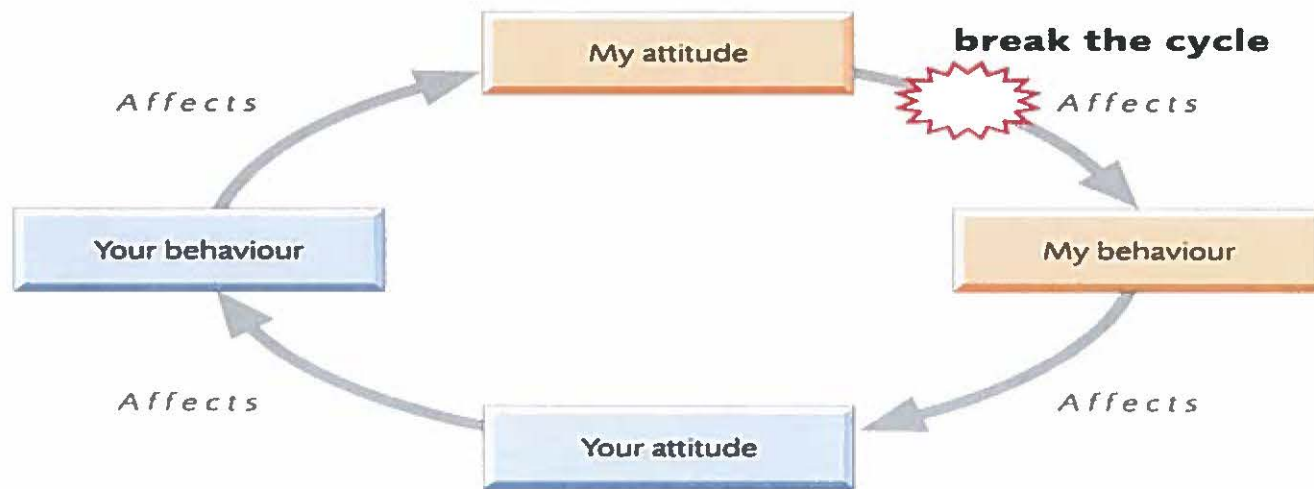 My attitude
break the cycle
Affects
Affects
Your behaviour
My behaviour
Affects
Affects
Your attitude